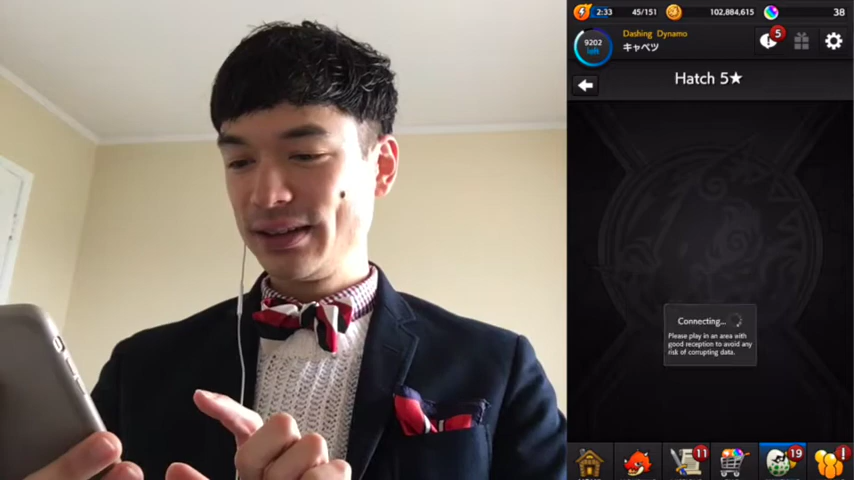 2:33 45/151 102,884,615 38
9202
left
Dashing Dynamo
キャベツ
5
Hatch 5★
Connecting...
Please play in an area with
good reception to avoid any
risk of corrupting data.
11
19
!